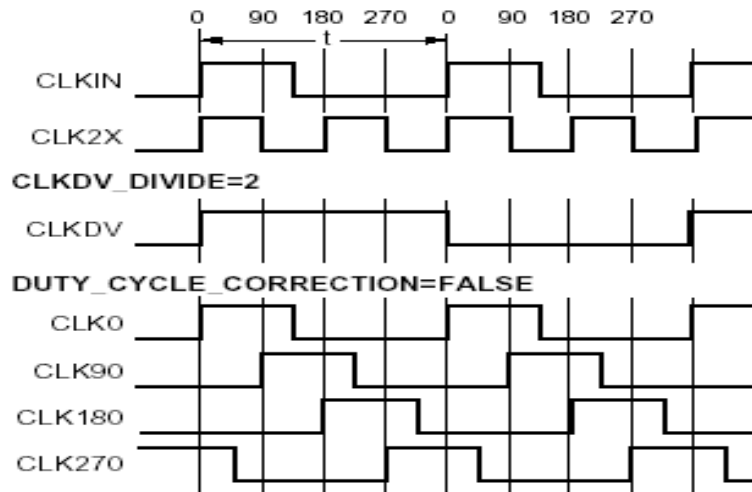 0 90 180 270 0 90 180 270
t
CLKIN
CLK2X
CLKDV_DIVIDE=2
CLKDV
DUTY_CYCLE_CORRECTION=FALSE
CLK0
CLK90
CLK180
CLK270